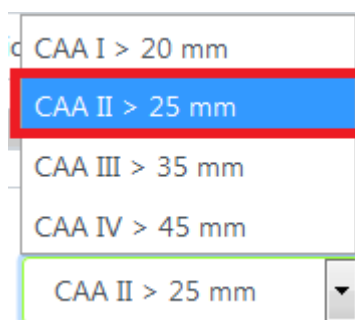 CAA I > 20 mm
CAA II > 25 mm
CAA III > 35 mm
CAA IV > 45 mm
CAA II > 25 mm